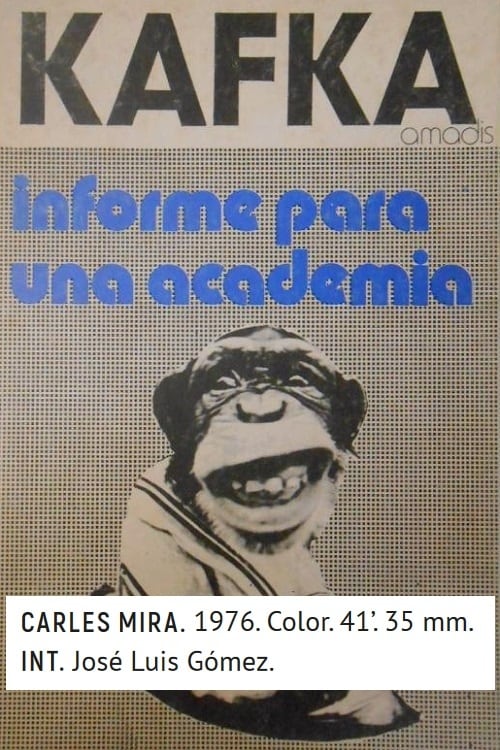 KAFKA
amadis
informe para
una academia
CARLES MIRA. 1976. Color. 41’. 35 mm.
INT. José Luis Gómez.